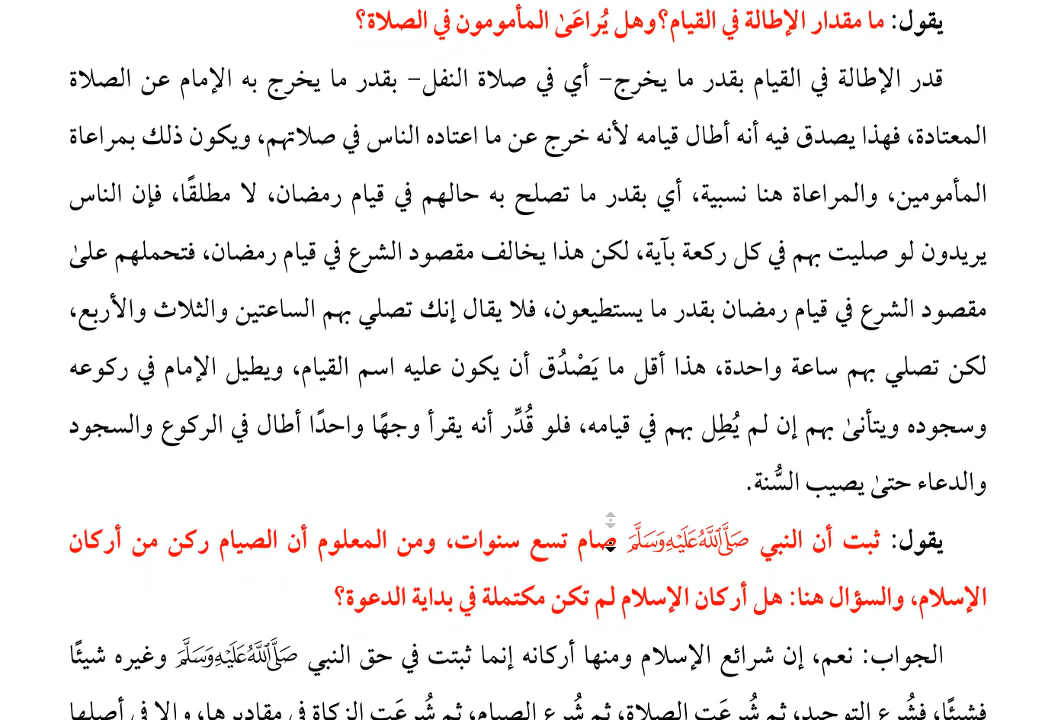 يقول: ما مقدار الإطالة في القيام؟وهل يُراعَىٰ المأمومون في الصلاة؟
قدر الإطالة في القيام بقدر ما يخرج- أي في صلاة النفل- بقدر ما يخرج به الإمام عن الصلاة
المعتادة، فهذا يصدق فيه أنه أطال قيامه لأنه خرج عن ما اعتاده الناس في صلاتهم، ويكون ذلك بمراعاة
المأمومين، والمراعاة هنا نسبية، أي بقدر ما تصلح به حالهم في قيام رمضان، لا مطلقًا، فإن الناس
يريدون لو صليت بهم في كل ركعة بآية، لكن هذا يخالف مقصود الشرع في قيام رمضان، فتحملهم علىٰ
مقصود الشرع في قيام رمضان بقدر ما يستطيعون، فلا يقال إنك تصلي بهم الساعتين والثلاث والأربع،
لكن تصلي بهم ساعة واحدة، هذا أقل ما يَصْدُق أن يكون عليه اسم القيام، ويطيل الإمام في ركوعه
وسجوده ويتأنىٰ بهم إن لم يُطِل بهم في قيامه، فلو قُدِّر أنه يقرأ وجهًا واحدًا أطال في الركوع والسجود
والدعاء حتىٰ يصيب السُّنة.
يقول: ثبت أن النبي صَلَّى اللَّهُ عَلَيْهِ وَسَلَّمَ صام تسع سنوات، ومن المعلوم أن الصيام ركن من أركان
الإسلام، والسؤال هنا: هل أركان الإسلام لم تكن مكتملة في بداية الدعوة؟
الجواب: نعم، إن شرائع الإسلام ومنها أركانه إنما ثبتت في حق النبي صَلَّى اللَّهُ عَلَيْهِ وَسَلَّمَ وغيره شيئًا
فشيئًا، فشُرع التوحيد، ثم شُرعَت الصلاة، ثم شُرع الصيام، ثم شُرعَت الزكاة في مقاديرها، وإلا في أصلها